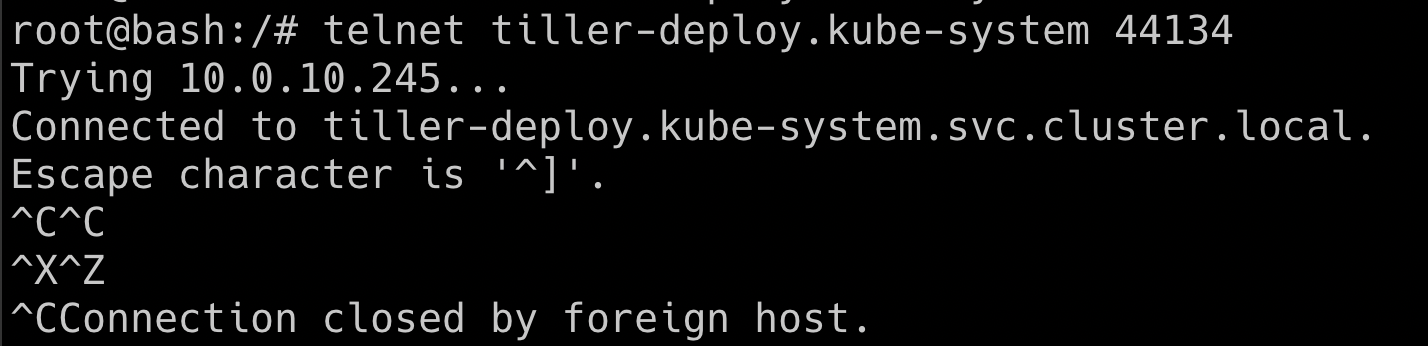 root@bash:/# telnet tiller-deploy.kube-system 44134
Trying 10.0.10.245...
Connected to tiller-deploy.kube-system.svc.cluster.local.
Escape character is '^]'.
^C^C
^X^Z
^CConnection closed by foreign host.